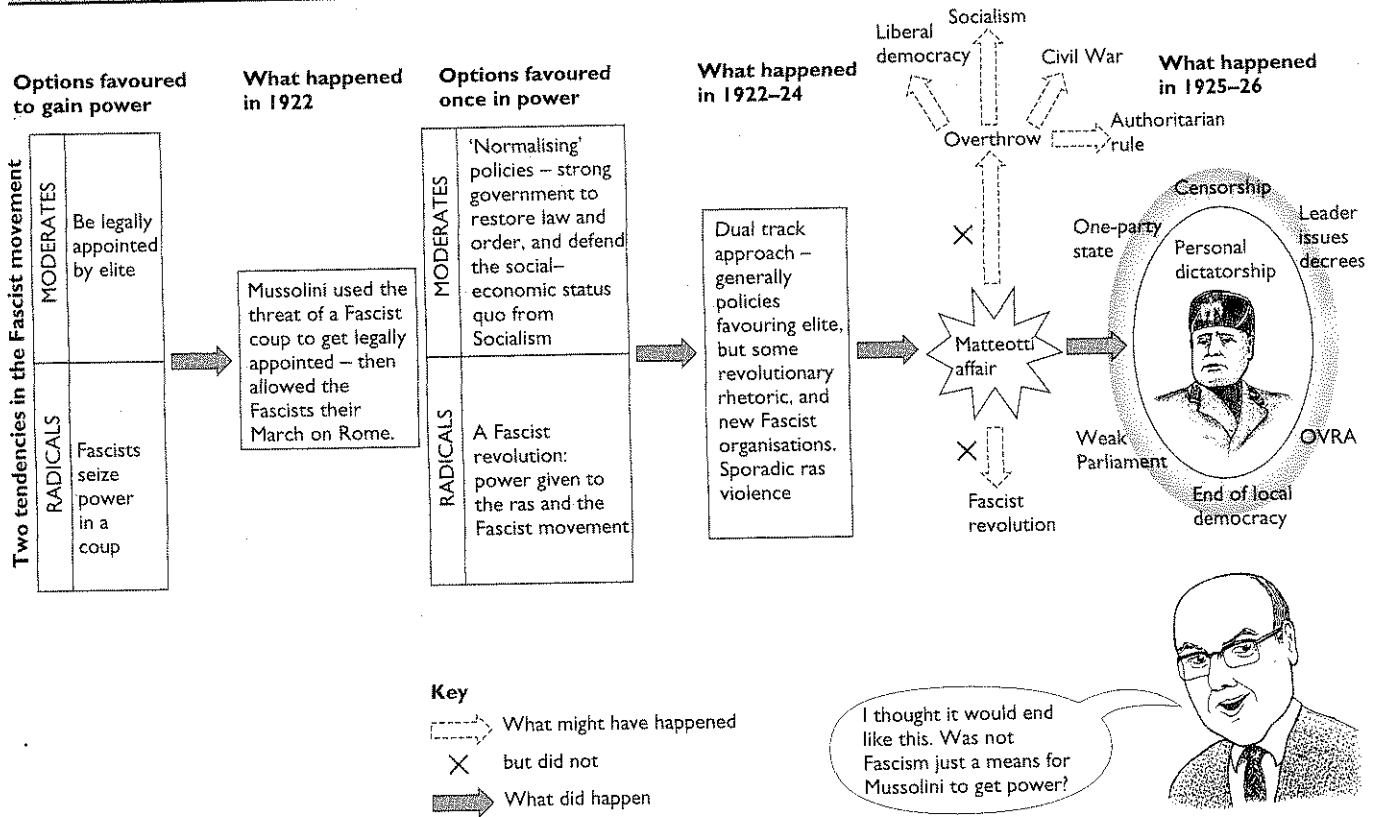 Two tendencies in the Fascist movement
Options favoured
to gain power
MODERATES
Be legally
appointed
by elite
RADICALS
Fascists
seize
power
in a
coup
What happened
in 1922
Mussolini used the
threat of a Fascist
coup to get legally
appointed – then
allowed the
Fascists their
March on Rome.
Options favoured
once in power
MODERATES
'Normalising'
policies – strong
government to
restore law and
order, and defend
the social–
economic status
quo from
Socialism
RADICALS
A Fascist
revolution:
power given to
the ras and the
Fascist movement
What happened
in 1922–24
Dual track
approach –
generally
policies
favouring elite,
but some
revolutionary
rhetoric, and
new Fascist
organisations.
Sporadic ras
violence
Liberal
democracy
Socialism
Civil War
Authoritarian
rule
Overthrow
Matteotti
affair
Fascist
revolution
What happened
in 1925–26
Censorship
One-party
state
Leader
issues
decrees
Personal
dictatorship
Weak
Parliament
OVRA
End of local
democracy
Key
What might have happened
but did not
What did happen
I thought it would end
like this. Was not
Fascism just a means for
Mussolini to get power?